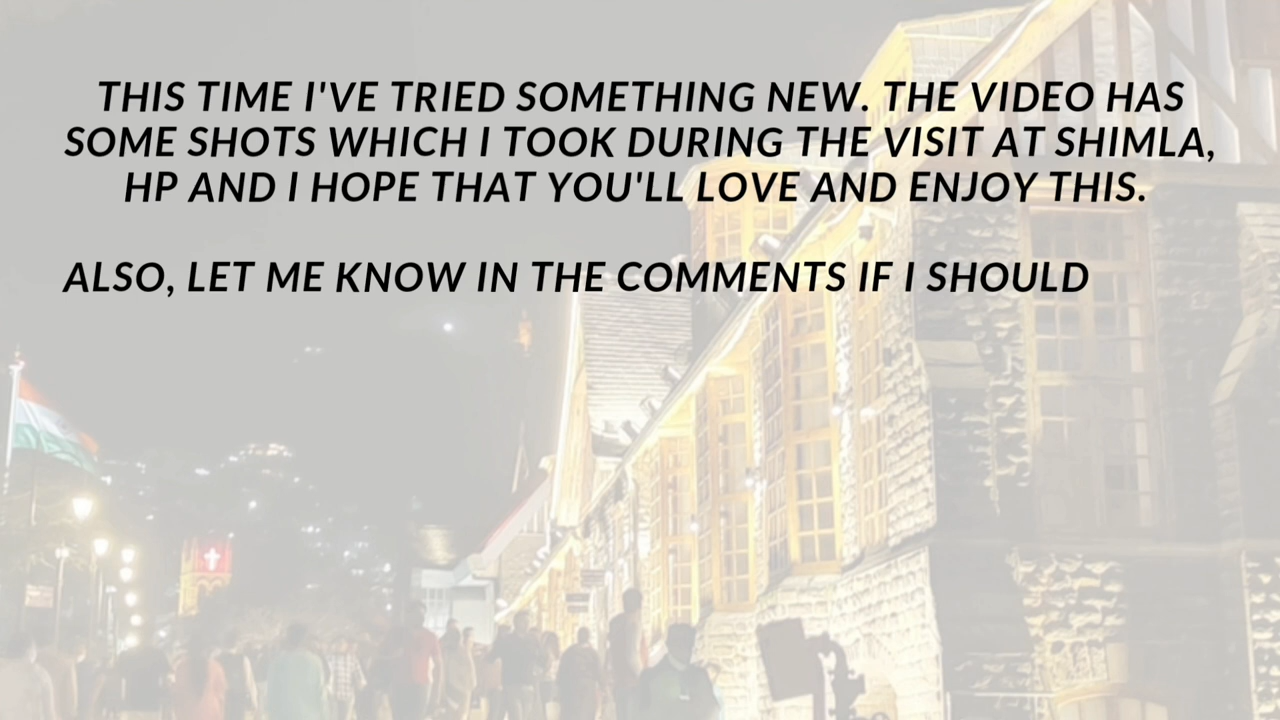 THIS TIME I'VE TRIED SOMETHING NEW. THE VIDEO HAS
SOME SHOTS WHICH I TOOK DURING THE VISIT AT SHIMLA,
HP AND I HOPE THAT YOU'LL LOVE AND ENJOY THIS.
ALSO, LET ME KNOW IN THE COMMENTS IF I SHOULD